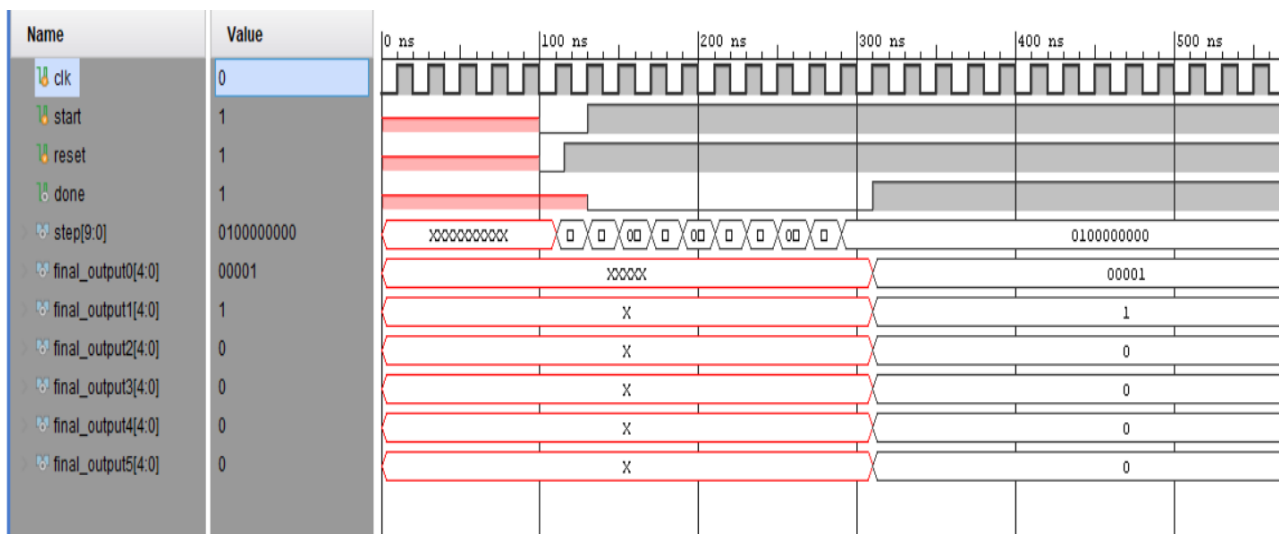 Name Value 0 ns 100 ns 200 ns 300 ns 400 ns 500 ns
clk 0
start 1
reset 1
done 1
step[9:0] 0100000000 XXXXXXXXXX 0 0 0 0100000000
final_output0[4:0] 00001 XXXXX 00001
final_output1[4:0] 1 X 1
final_output2[4:0] 0 X 0
final_output3[4:0] 0 X 0
final_output4[4:0] 0 X 0
final_output5[4:0] 0 X 0